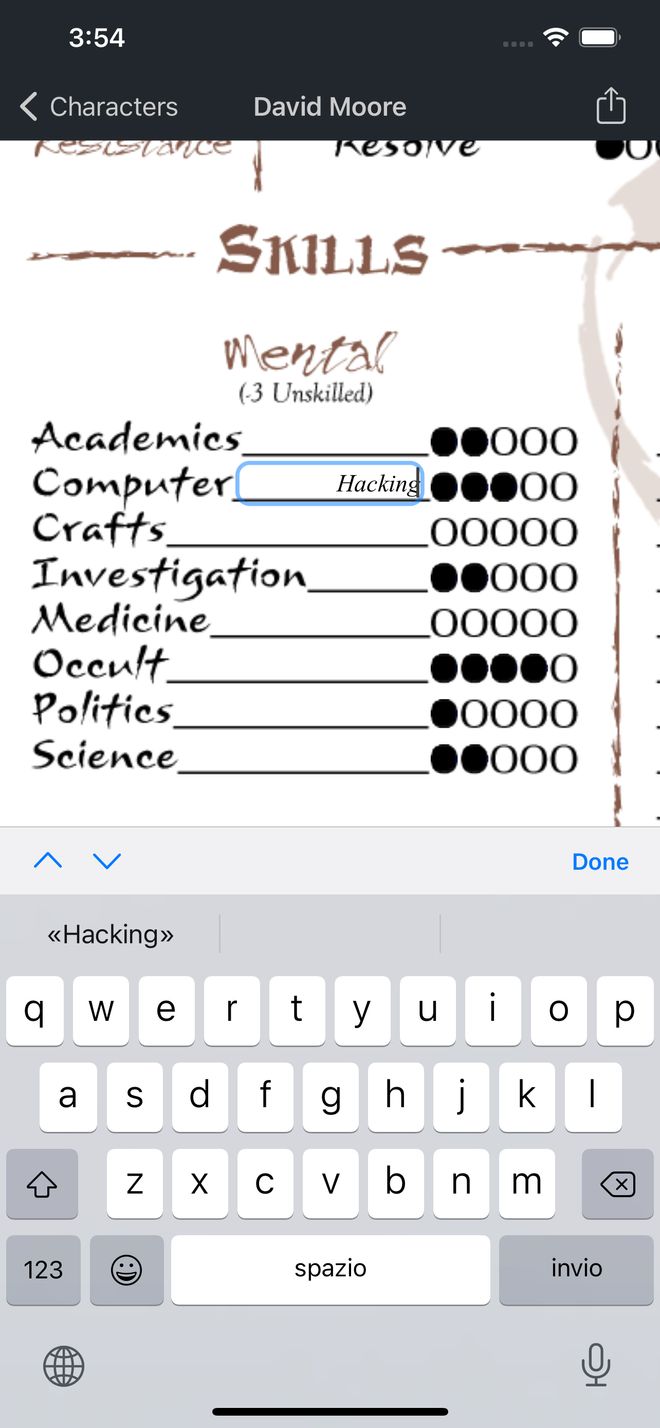 3:54
Characters David Moore
Resistance Resolve
SKILLS
Mental
(-3 Unskilled)
Academics
Computer Hacking
Crafts
Investigation
Medicine
Occult
Politics
Science
Done
«Hacking»
q w e r t y u i o p
a s d f g h j k l
z x c v b n m
123 spazio invio